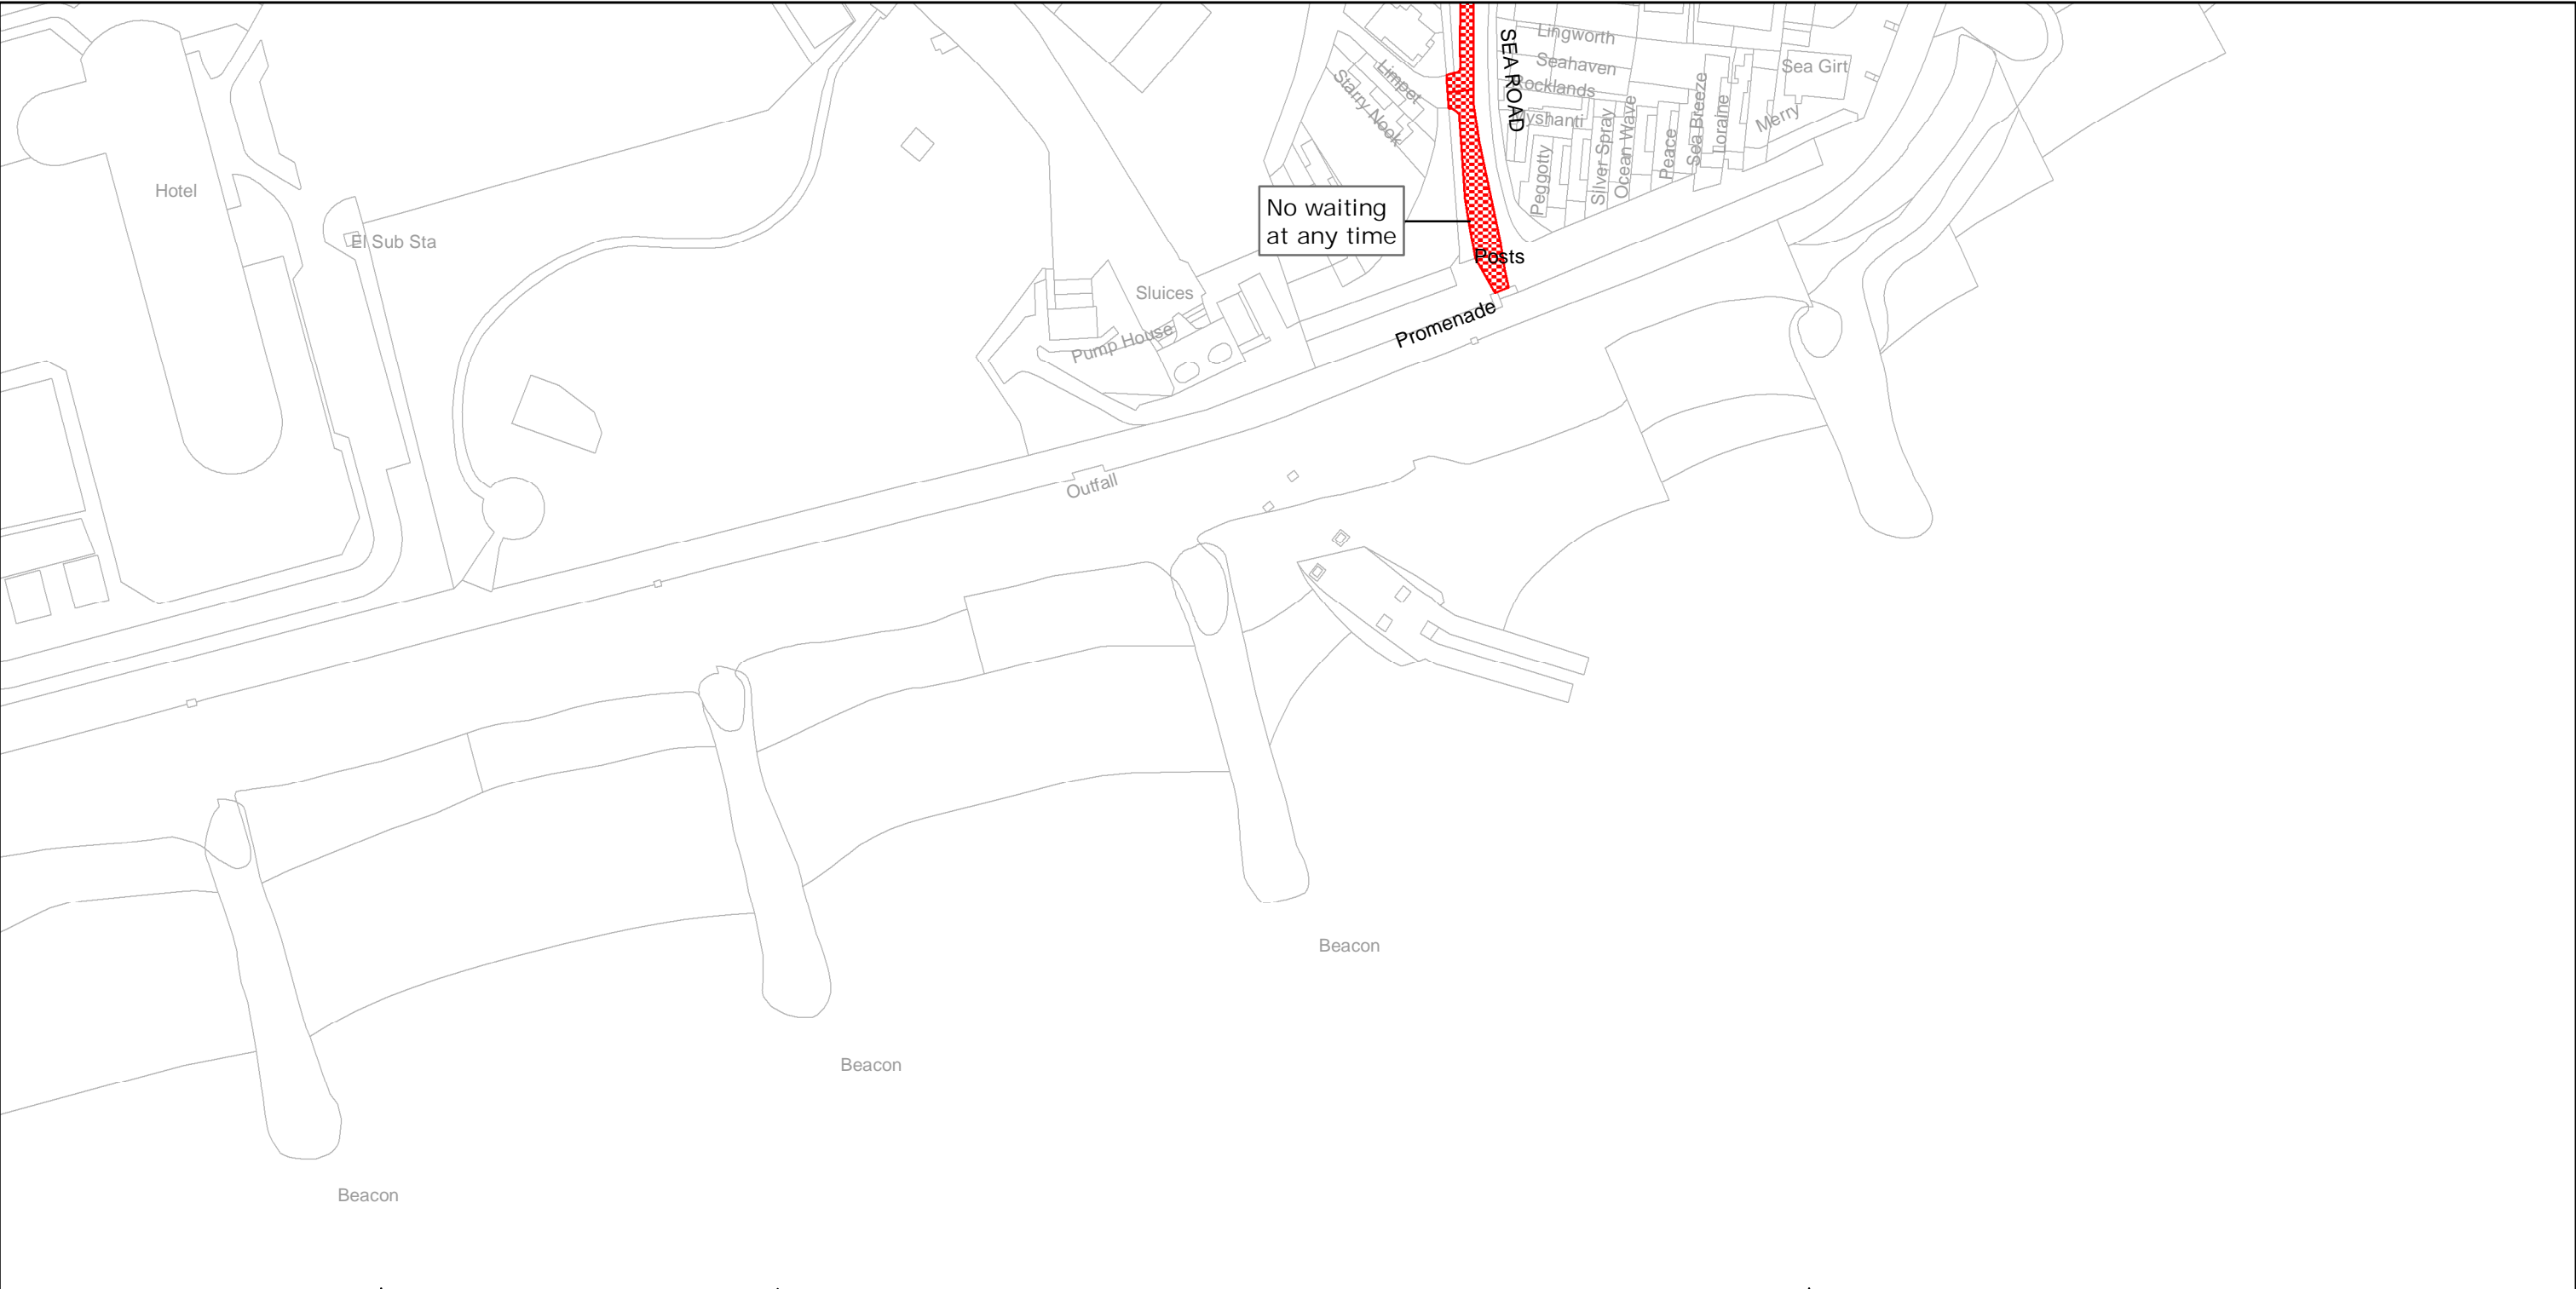 Lingworth
SEA ROAD
Seahaven
Sea Girt
Limpet
Rocklands
Starry Nook
Myshanti
Merry
Loraine
Sea Breeze
Ocean Wave
Silver Spray
Peace
Peggotty
Hotel
No waiting
at any time
El Sub Sta
Posts
Sluices
Promenade
Pump House
Outfall
Beacon
Beacon
Beacon